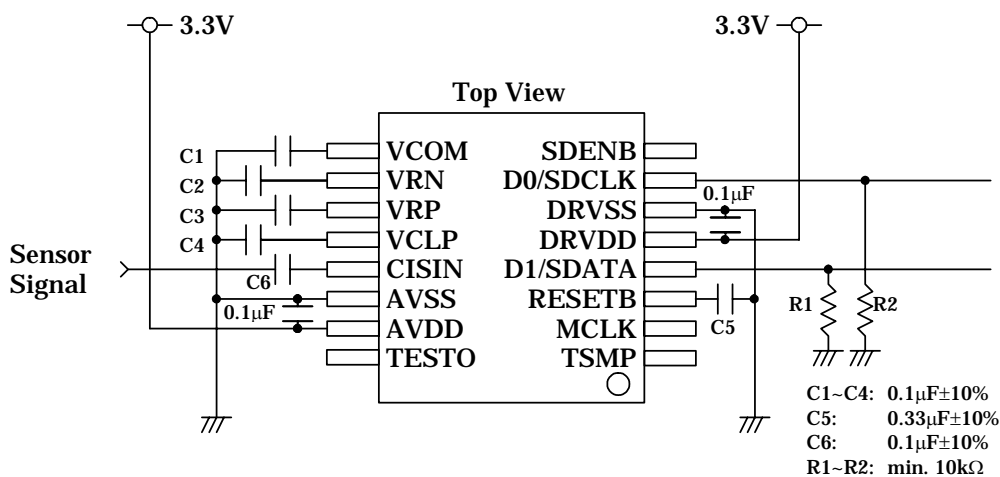 3.3V
3.3V
Top View
C1
VCOM
SDENB
C2
VRN
D0/SDCLK
0.1μF
C3
VRP
DRVSS
C4
VCLP
DRVDD
Sensor
Signal
C6
CISIN
D1/SDATA
0.1μF
AVSS
RESETB
C5
R1
R2
AVDD
MCLK
TESTO
TSMP
C1~C4: 0.1μF±10%
C5: 0.33μF±10%
C6: 0.1μF±10%
R1~R2: min. 10kΩ